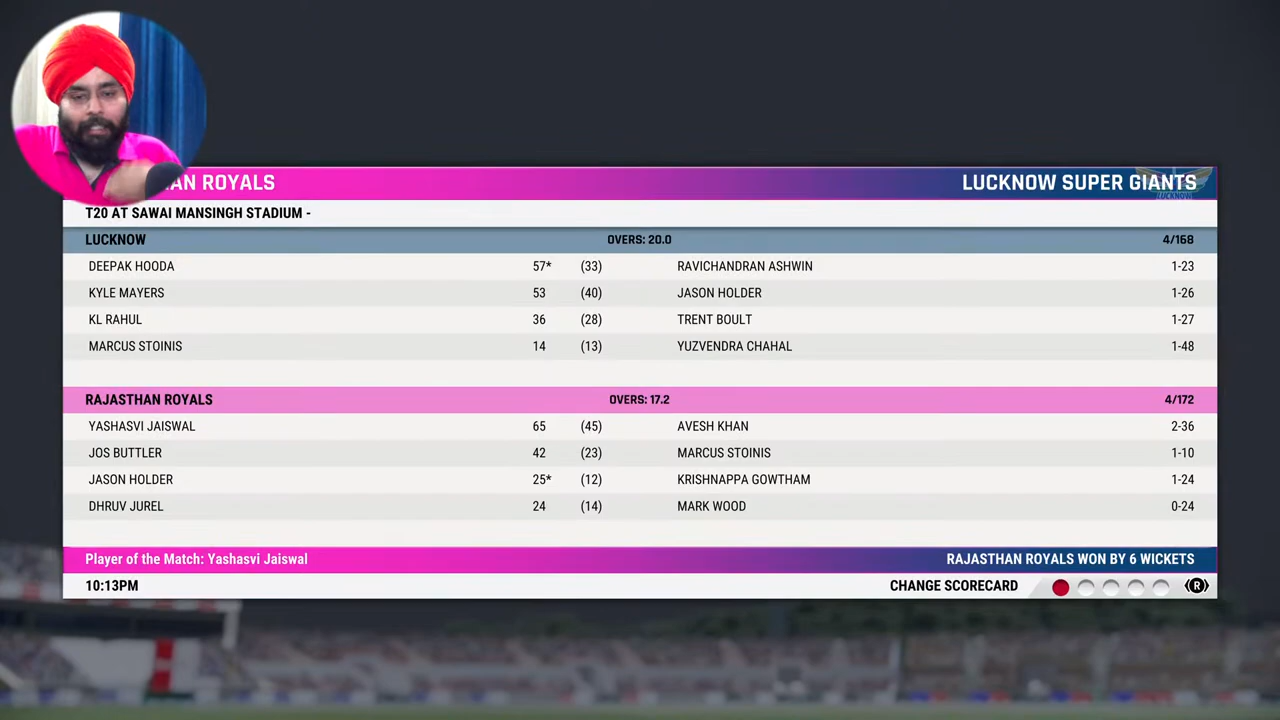 AN ROYALS LUCKNOW SUPER GIANTS
T20 AT SAWAI MANSINGH STADIUM -
LUCKNOW OVERS: 20.0 4/168
DEEPAK HOODA 57* (33) RAVICHANDRAN ASHWIN 1-23
KYLE MAYERS 53 (40) JASON HOLDER 1-26
KL RAHUL 36 (28) TRENT BOULT 1-27
MARCUS STOINIS 14 (13) YUZVENDRA CHAHAL 1-48
RAJASTHAN ROYALS OVERS: 17.2 4/172
YASHASVI JAISWAL 65 (45) AVESH KHAN 2-36
JOS BUTTLER 42 (23) MARCUS STOINIS 1-10
JASON HOLDER 25* (12) KRISHNAPPA GOWTHAM 1-24
DHRUV JUREL 24 (14) MARK WOOD 0-24
Player of the Match: Yashasvi Jaiswal RAJASTHAN ROYALS WON BY 6 WICKETS
10:13PM CHANGE SCORECARD R